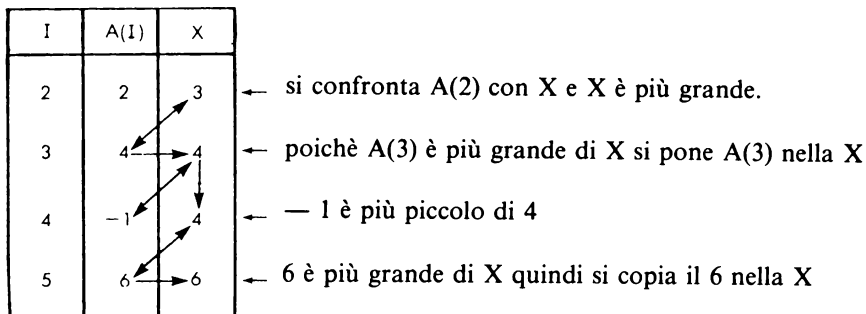 I A(I) X
2 2 3 ← si confronta A(2) con X e X è più grande.
3 4 4 ← poichè A(3) è più grande di X si pone A(3) nella X
4 −1 4 ← — 1 è più piccolo di 4
5 6 6 ← 6 è più grande di X quindi si copia il 6 nella X